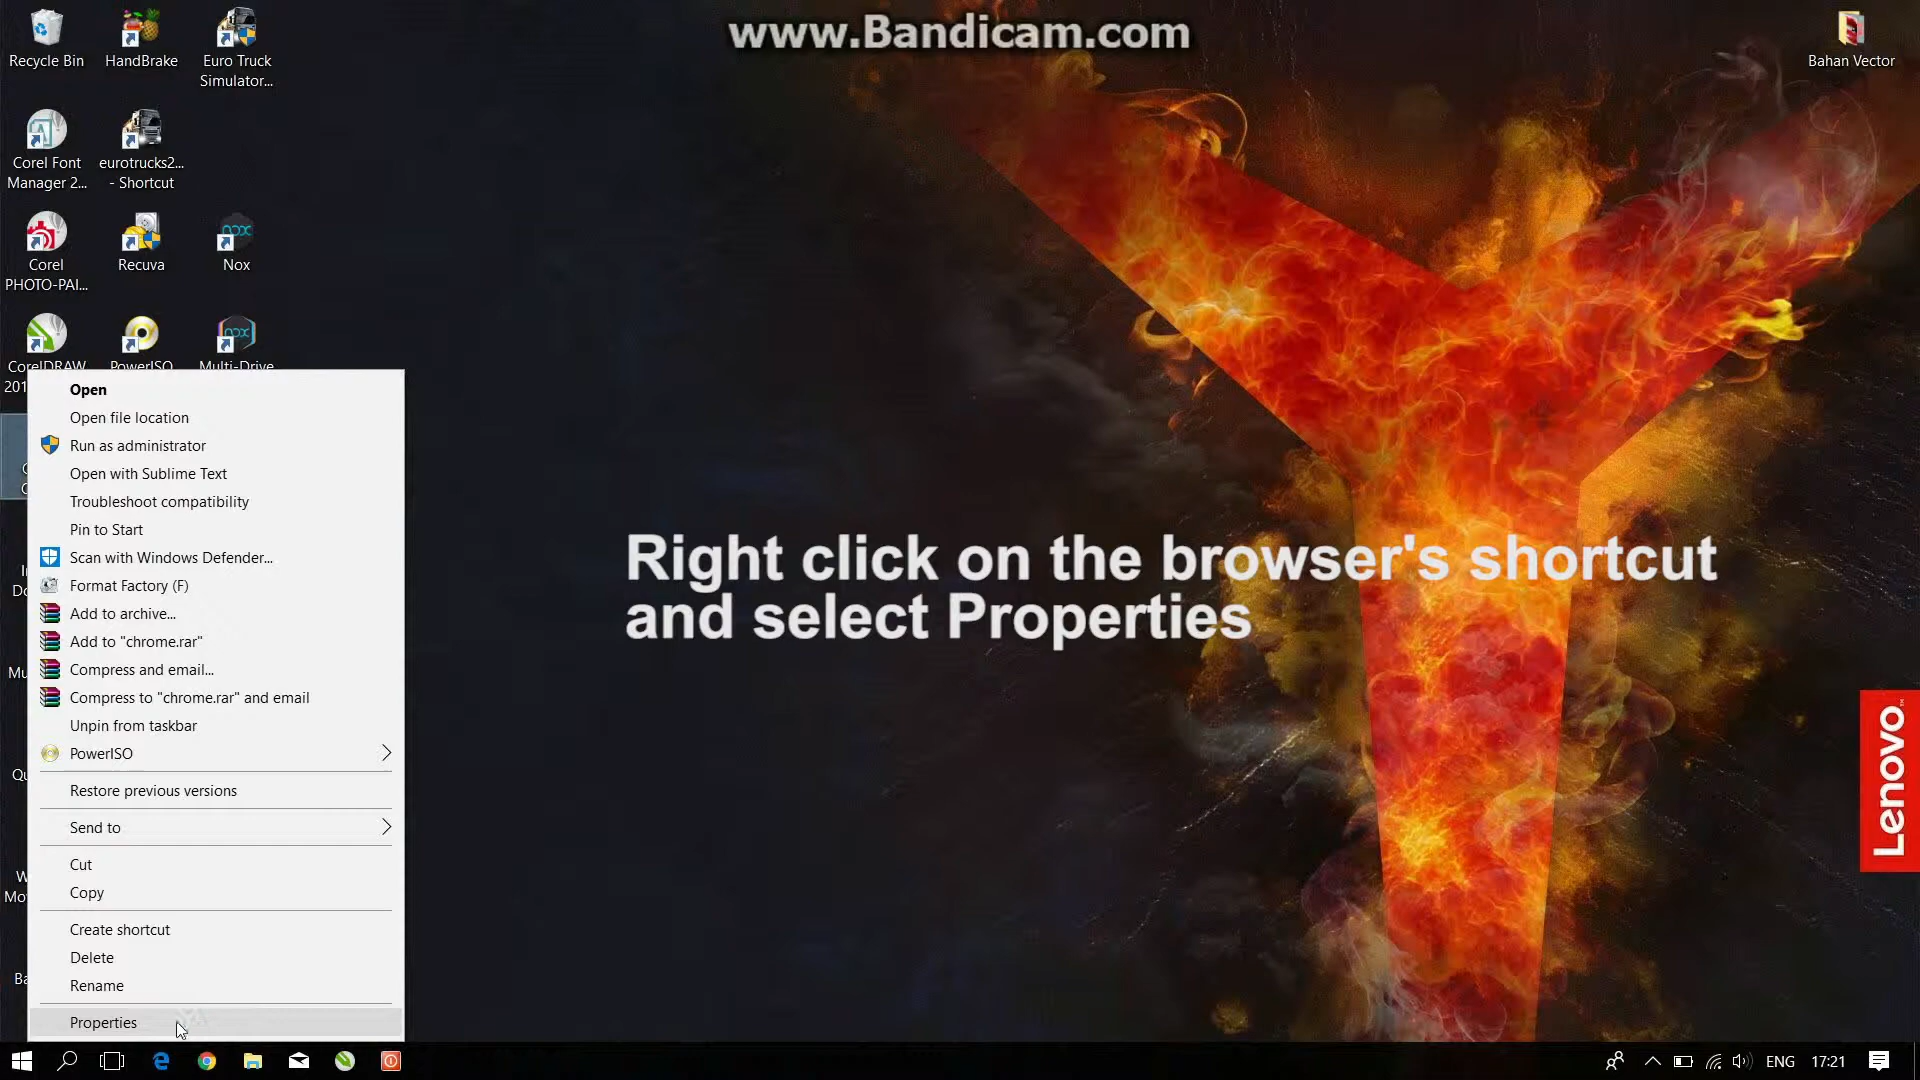 www.Bandicam.com
Recycle Bin
HandBrake
Euro Truck
Simulator...
Bahan Vector
Corel Font
Manager 2...
eurotrucks2...
- Shortcut
Corel
PHOTO-PAI...
Recuva
Nox
CorelDRAW
201
PowerISO
Multi-Drive
Open
Open file location
Run as administrator
Open with Sublime Text
Troubleshoot compatibility
Pin to Start
Scan with Windows Defender...
Format Factory (F)
Add to archive...
Add to "chrome.rar"
Compress and email...
Compress to "chrome.rar" and email
Unpin from taskbar
PowerISO
Restore previous versions
Send to
Cut
Copy
Create shortcut
Delete
Rename
Properties
Right click on the browser's shortcut
and select Properties
Lenovo
ENG
17:21